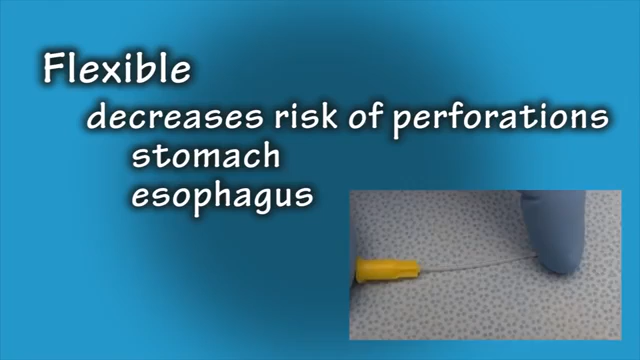 Flexible
decreases risk of perforations
stomach
esophagus